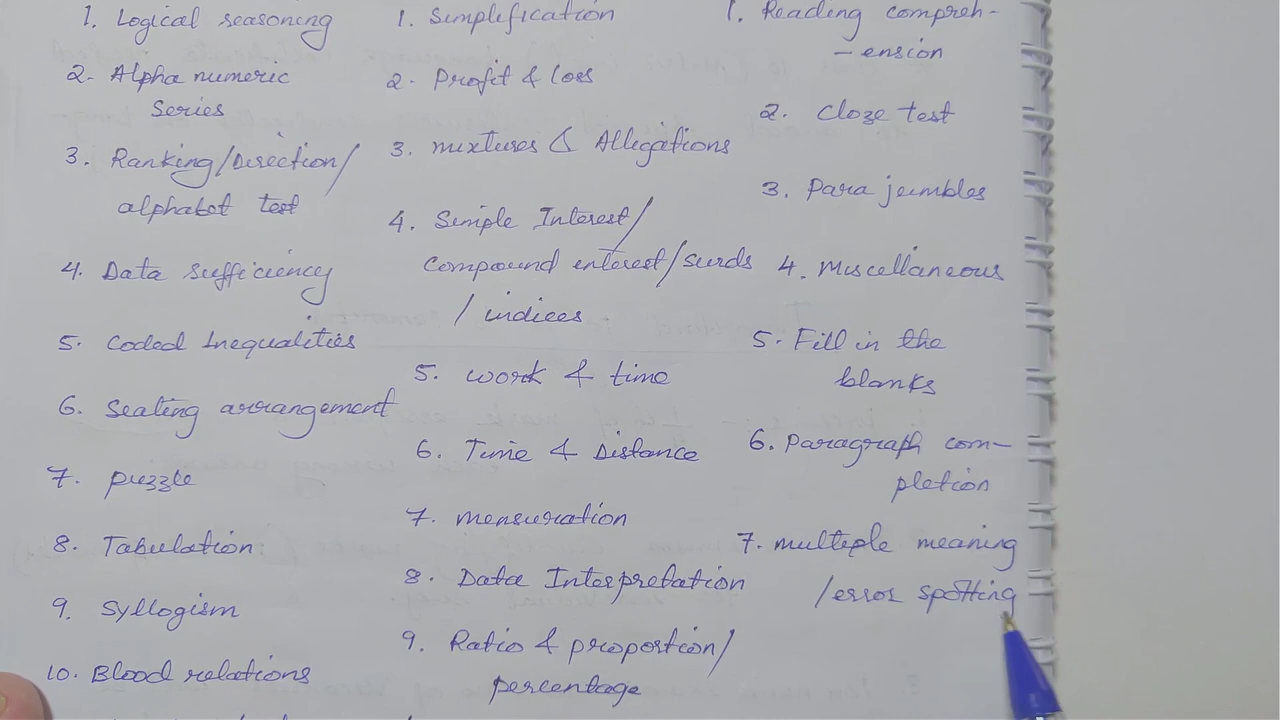 1. Logical seasoning
2. Alpha numeric
Series
3. Ranking/Direction/
alphabet test
4. Data sufficiency
5. Coded Inequalities
6. Seating arrangement
7. puzzle
8. Tabulation
9. Syllogism
10. Blood relations
1. Simplification
2. Profit & loss
3. Mixtures & Allegations
4. Simple Interest/
compound interest/surds
/ indices
5. work & time
6. Time & Distance
7. mensuration
8. Data Interpretation
9. Ratio & proportion/
percentage
1. Reading compreh-
-ension
2. Cloze test
3. Para jumbles
4. Miscellaneous
5. Fill in the
blanks
6. Paragraph com-
pletion
7. multiple meaning
/error spotting